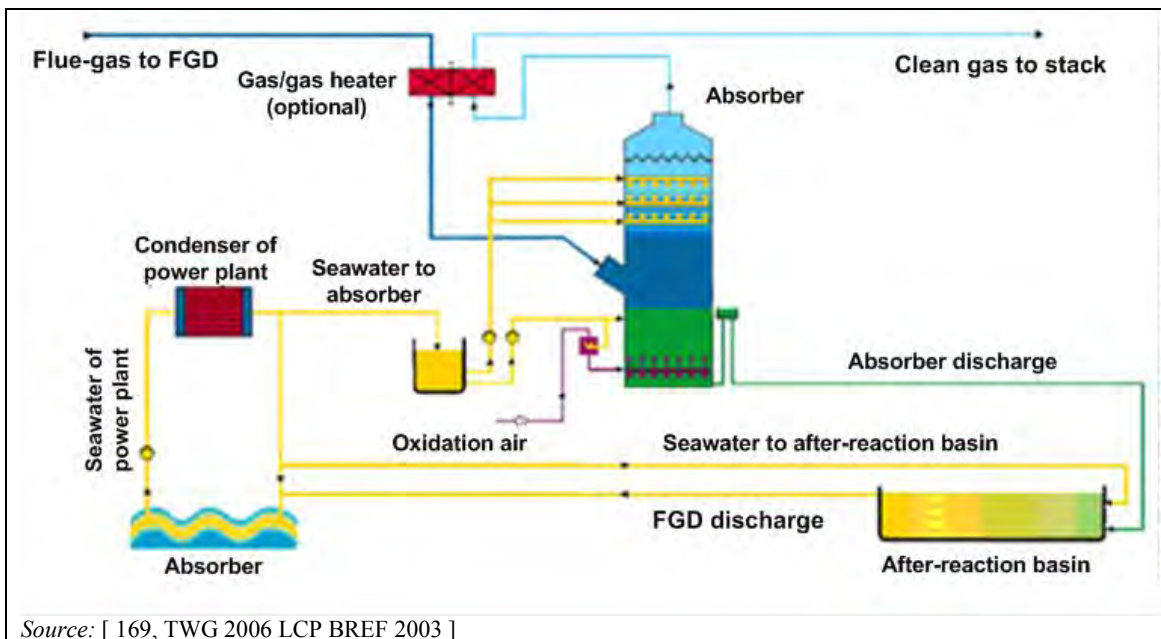 Flue-gas to FGD
Gas/gas heater
(optional)
Clean gas to stack
Absorber
Condenser of
power plant
Seawater to
absorber
Seawater of
power plant
Oxidation air
Absorber discharge
Seawater to after-reaction basin
FGD discharge
Absorber
After-reaction basin
Source: [ 169, TWG 2006 LCP BREF 2003 ]